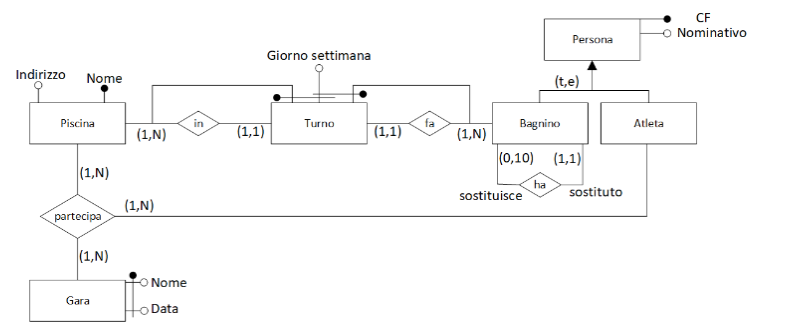 CF
Nominativo
Persona
Giorno settimana
Indirizzo
Nome
(t,e)
Piscina
(1,N)
in
(1,1)
Turno
(1,1)
fa
(1,N)
Bagnino
Atleta
(0,10)
(1,1)
ha
sostituisce
sostituto
(1,N)
(1,N)
partecipa
(1,N)
Gara
Nome
Data